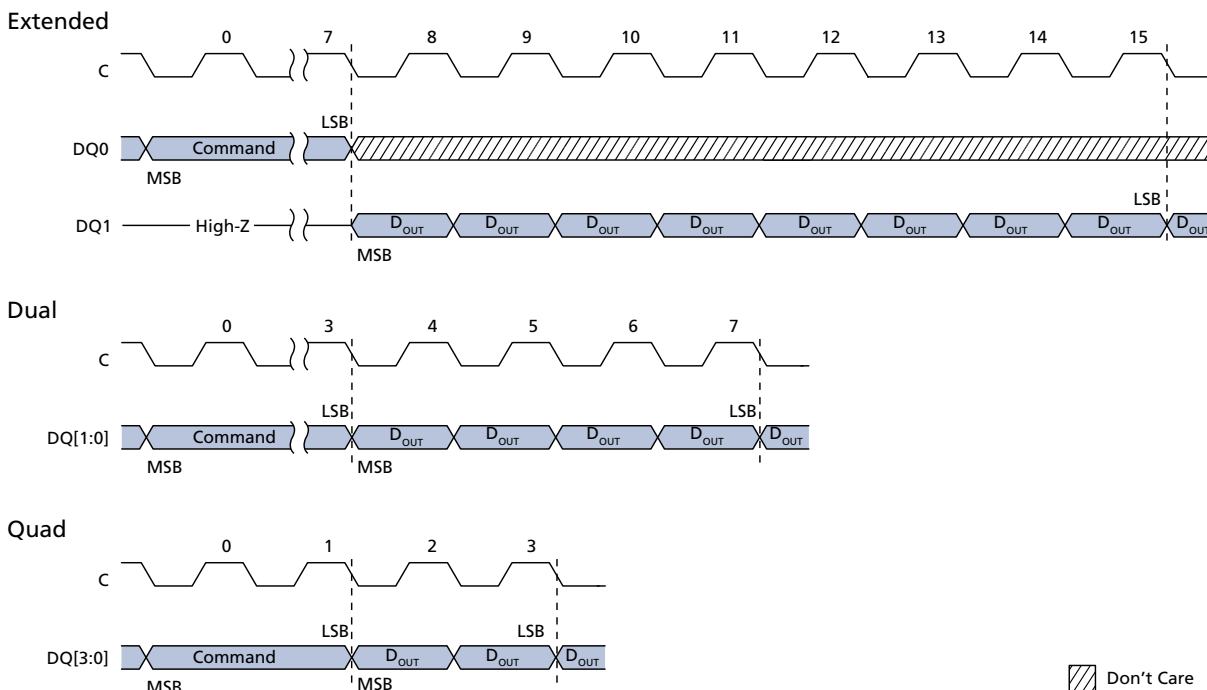 Extended
0 7 8 9 10 11 12 13 14 15
C
LSB
DQ0 Command
MSB
LSB
DQ1 High-Z DOUT DOUT DOUT DOUT DOUT DOUT DOUT DOUT DOUT
MSB
Dual
0 3 4 5 6 7
C
LSB LSB
DQ[1:0] Command DOUT DOUT DOUT DOUT DOUT
MSB MSB
Quad
0 1 2 3
C
LSB LSB
DQ[3:0] Command DOUT DOUT DOUT
MSB MSB
Don't Care